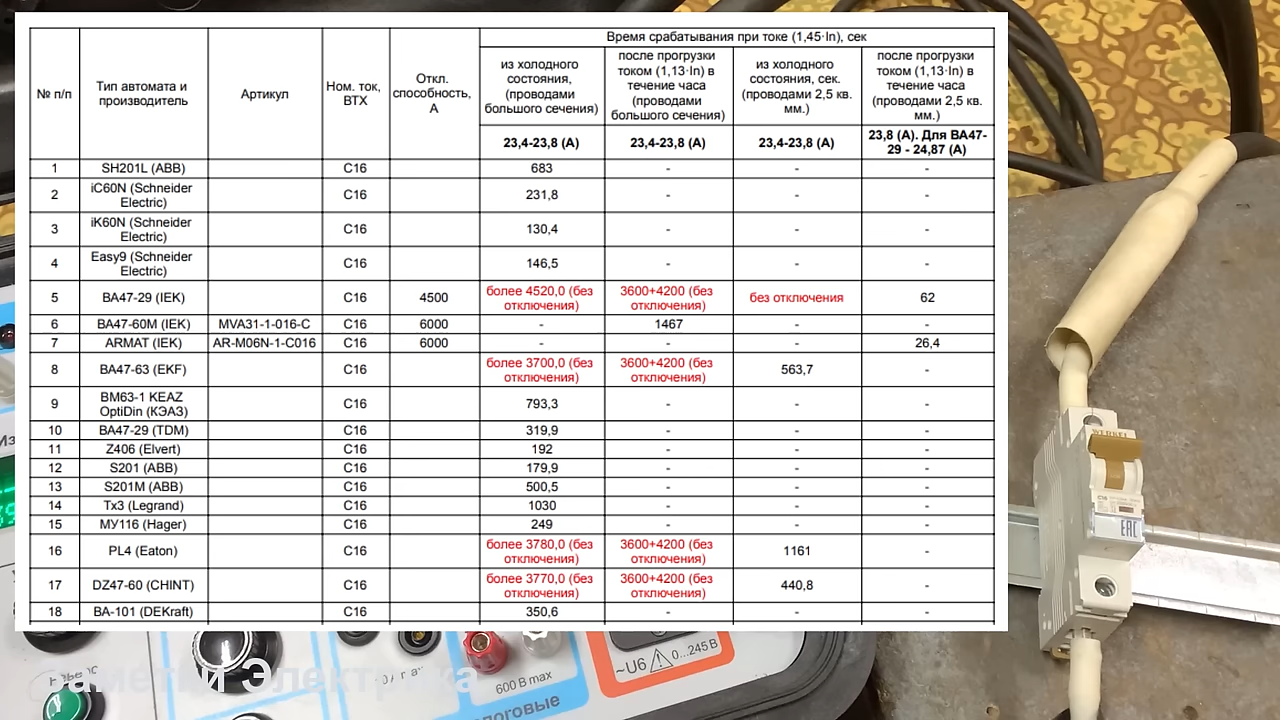 Время срабатывания при токе (1,45·In), сек
№ п/п
Тип автомата и
производитель
Артикул
Ном. ток,
ВТХ
Откл.
способность,
А
из холодного
состояния,
(проводами
большого сечения)
после прогрузки
током (1,13·In) в
течение часа
(проводами
большого сечения)
из холодного
состояния, сек.
(проводами 2,5 кв.
мм.)
после прогрузки
током (1,13·In) в
течение часа
(проводами 2,5 кв.
мм.)
23,4-23,8 (А) 23,4-23,8 (А) 23,4-23,8 (А)
23,8 (А). Для ВА47-
29 - 24,87 (А)
1 SH201L (ABB) C16 683 - - -
2 iC60N (Schneider
Electric) C16 231,8 - - -
3 iK60N (Schneider
Electric) C16 130,4 - - -
4 Easy9 (Schneider
Electric) C16 146,5 - - -
5 ВА47-29 (IEK) C16 4500 более 4520,0 (без
отключения) 3600+4200 (без
отключения) без отключения 62
6 ВА47-60М (IEK) MVA31-1-016-C C16 6000 - 1467 - -
7 ARMAT (IEK) AR-M06N-1-C016 C16 6000 - - - 26,4
8 ВА47-63 (EKF) C16 более 3700,0 (без
отключения) 3600+4200 (без
отключения) 563,7 -
9 ВМ63-1 KEAZ
OptiDin (КЭАЗ) C16 793,3 - - -
10 ВА47-29 (TDM) C16 319,9 - - -
11 Z406 (Elvert) C16 192 - - -
12 S201 (ABB) C16 179,9 - - -
13 S201M (ABB) C16 500,5 - - -
14 Tx3 (Legrand) C16 1030 - - -
15 МУ116 (Hager) C16 249 - - -
16 PL4 (Eaton) C16 более 3780,0 (без
отключения) 3600+4200 (без
отключения) 1161 -
17 DZ47-60 (CHINT) C16 более 3770,0 (без
отключения) 3600+4200 (без
отключения) 440,8 -
18 ВА-101 (DEKraft) C16 350,6 - - -
WERKEL
C16
EAC
600 В max
~U6 0...245 В
Заметки Электрика